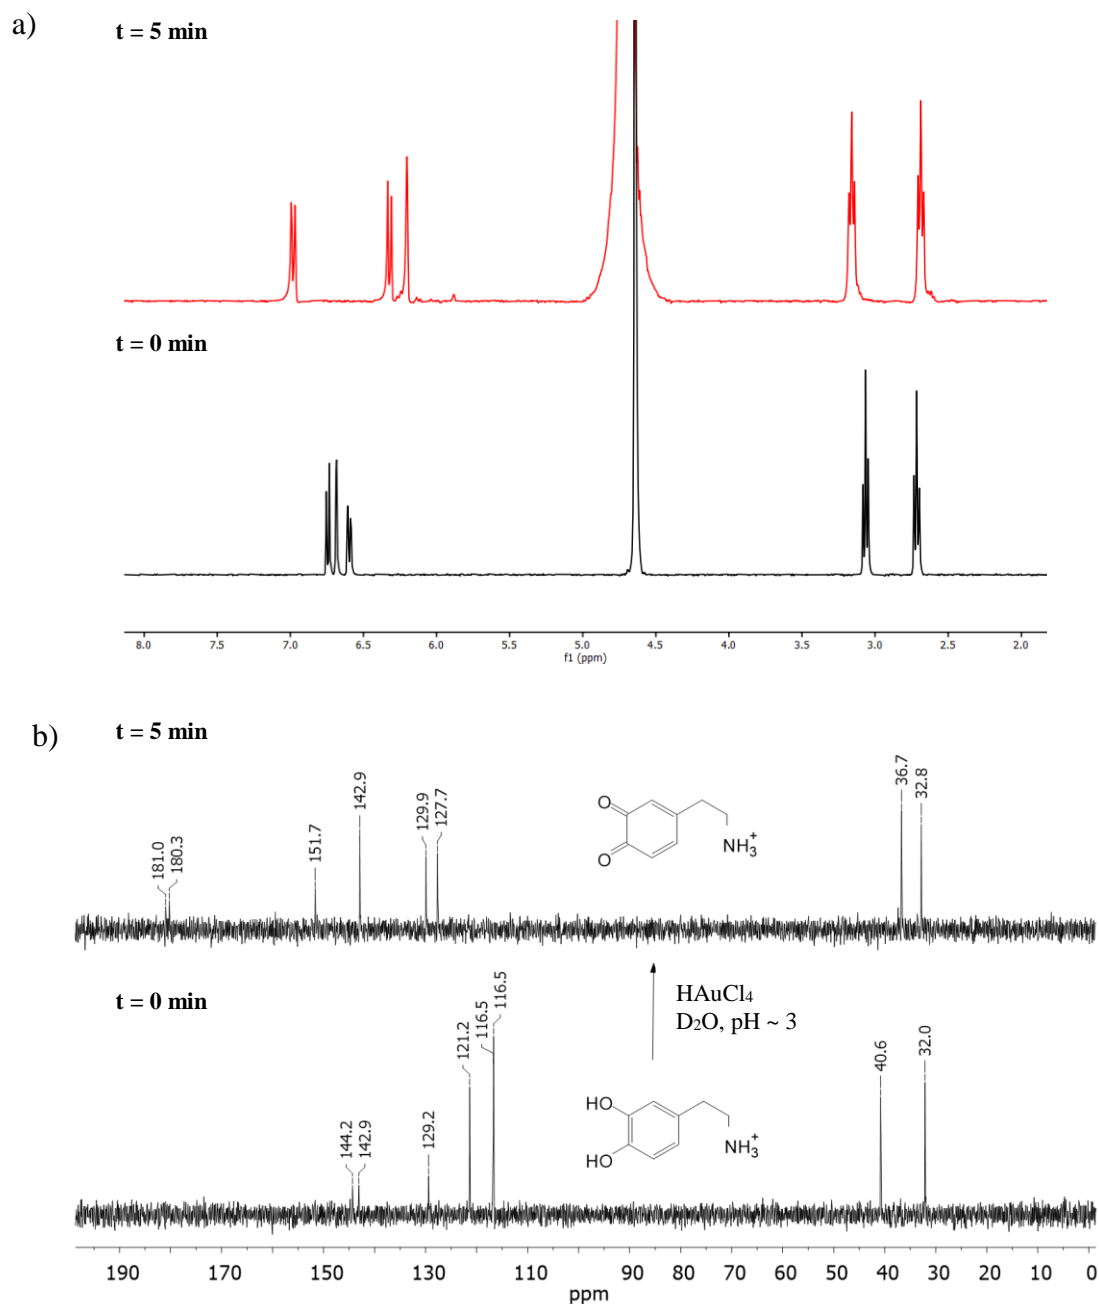 a)
t = 5 min
t = 0 min
8.0 7.5 7.0 6.5 6.0 5.5 5.0 4.5 4.0 3.5 3.0 2.5 2.0
f1 (ppm)
b)
t = 5 min
181.0 180.3 151.7 142.9 129.9 127.7 36.7 32.8
O
O
NH₃⁺
t = 0 min
HAuCl₄
D₂O, pH ~ 3
144.2 142.9 129.2 121.2 116.5 116.5 40.6 32.0
HO
HO
NH₃⁺
190 170 150 130 110 90 80 70 60 50 40 30 20 10 0
ppm